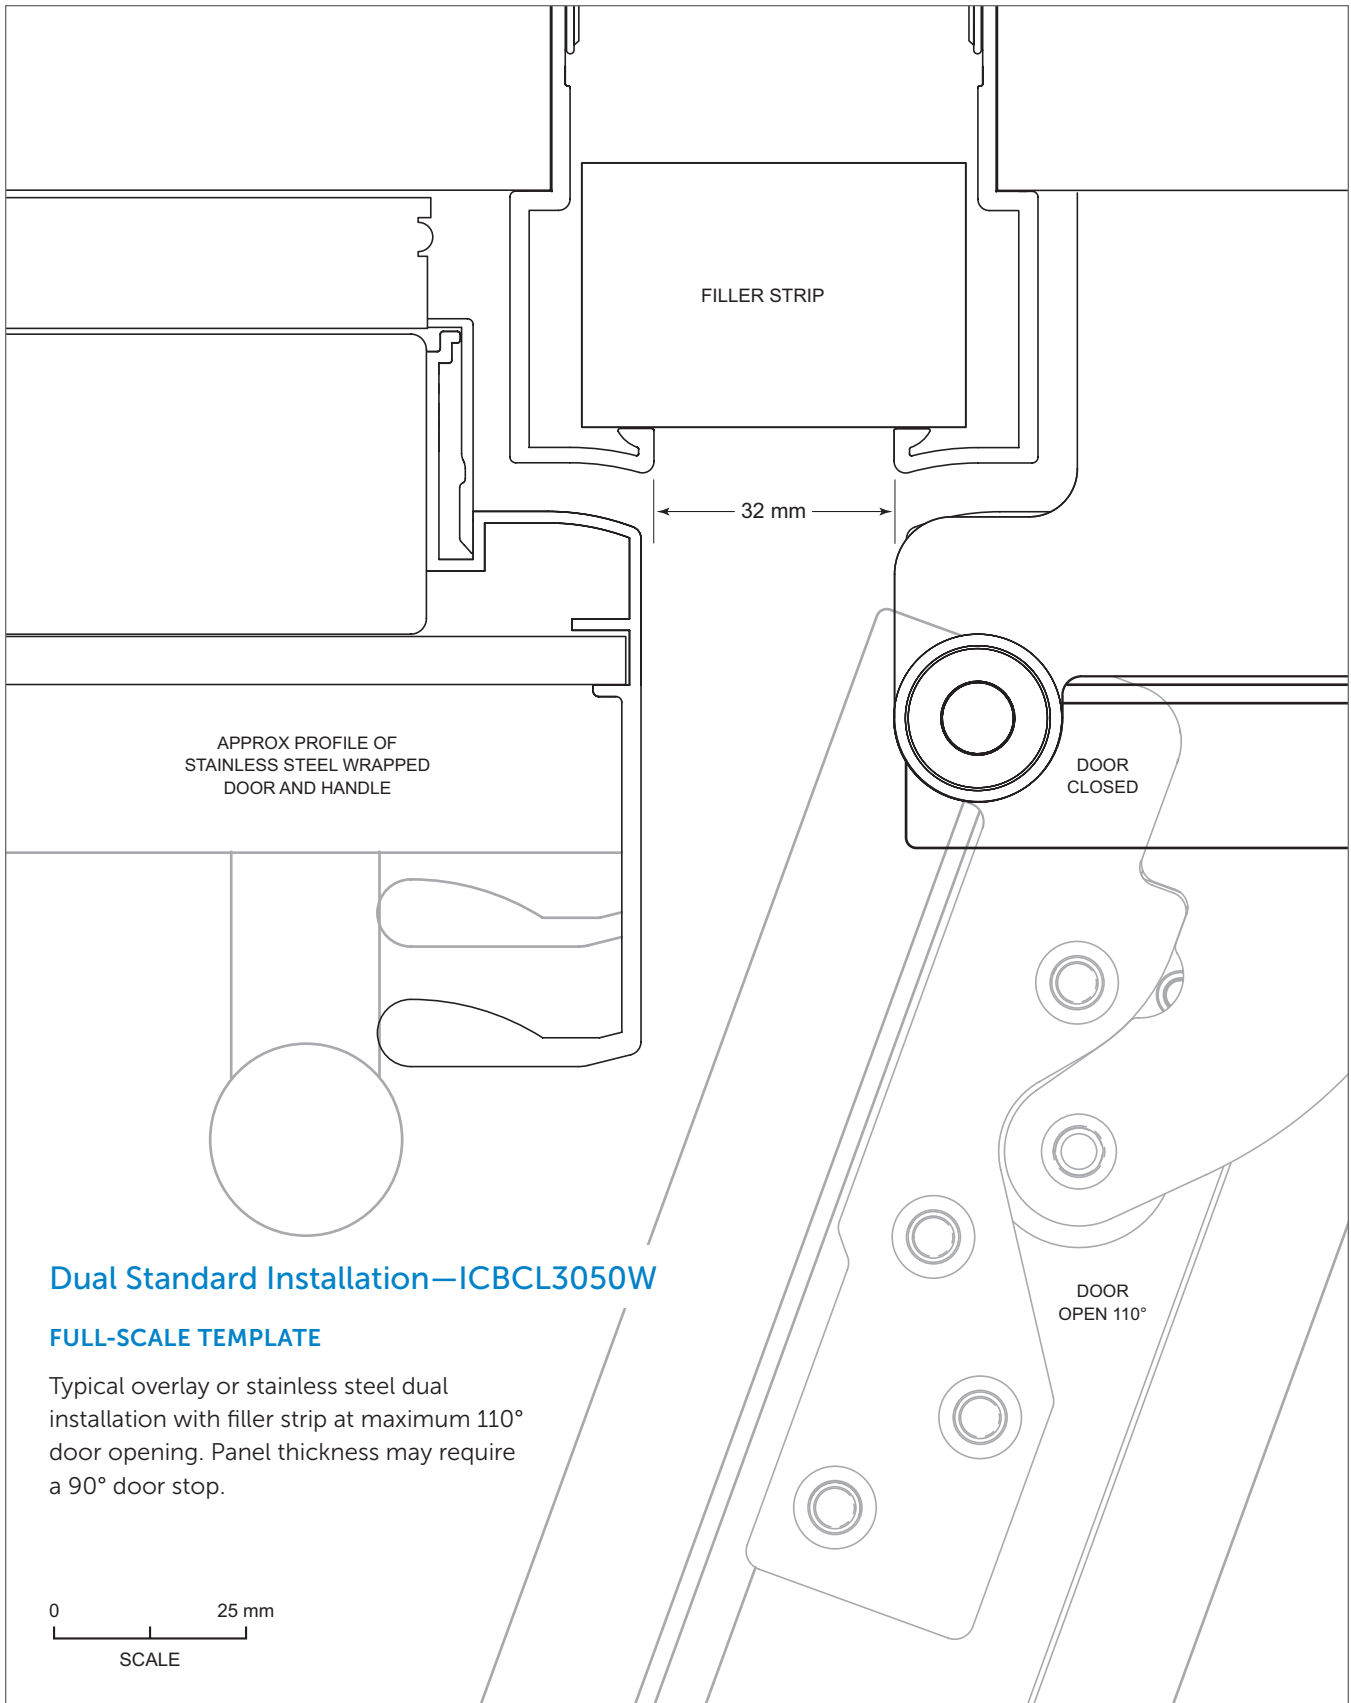 FILLER STRIP
32 mm
APPROX PROFILE OF
STAINLESS STEEL WRAPPED
DOOR AND HANDLE
DOOR
CLOSED
Dual Standard Installation—ICBCL3050W
FULL-SCALE TEMPLATE
Typical overlay or stainless steel dual
installation with filler strip at maximum 110°
door opening. Panel thickness may require
a 90° door stop.
DOOR
OPEN 110°
0 25 mm
SCALE